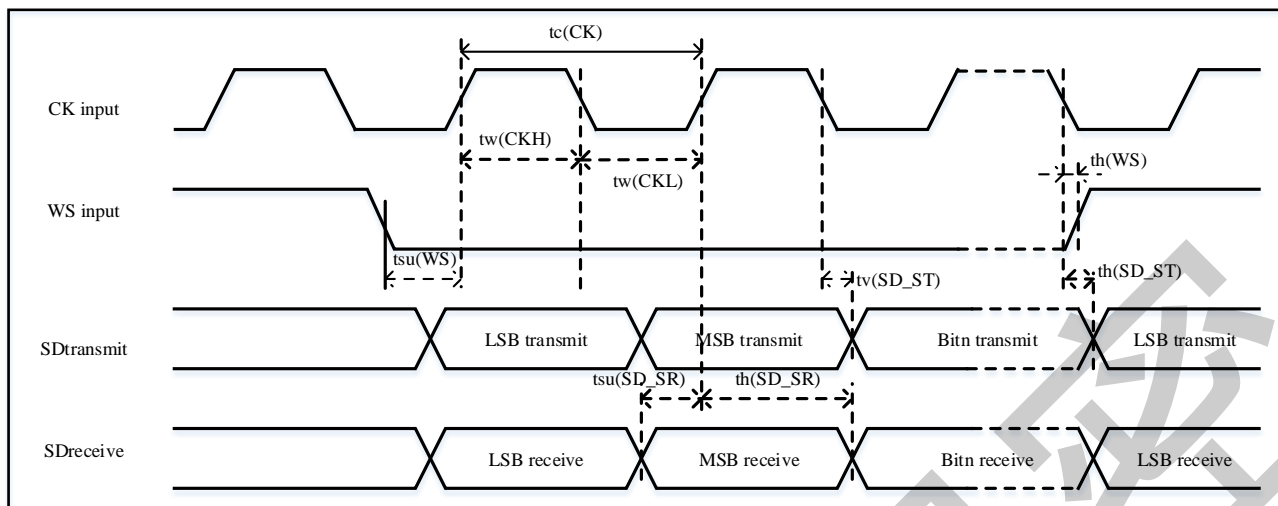 tc(CK)
CK input
tw(CKH)
tw(CKL)
th(WS)
WS input
tsu(WS)
tv(SD_ST)
th(SD_ST)
SDtransmit
LSB transmit
MSB transmit
Bitn transmit
LSB transmit
tsu(SD_SR)
th(SD_SR)
SDreceive
LSB receive
MSB receive
Bitn receive
LSB receive